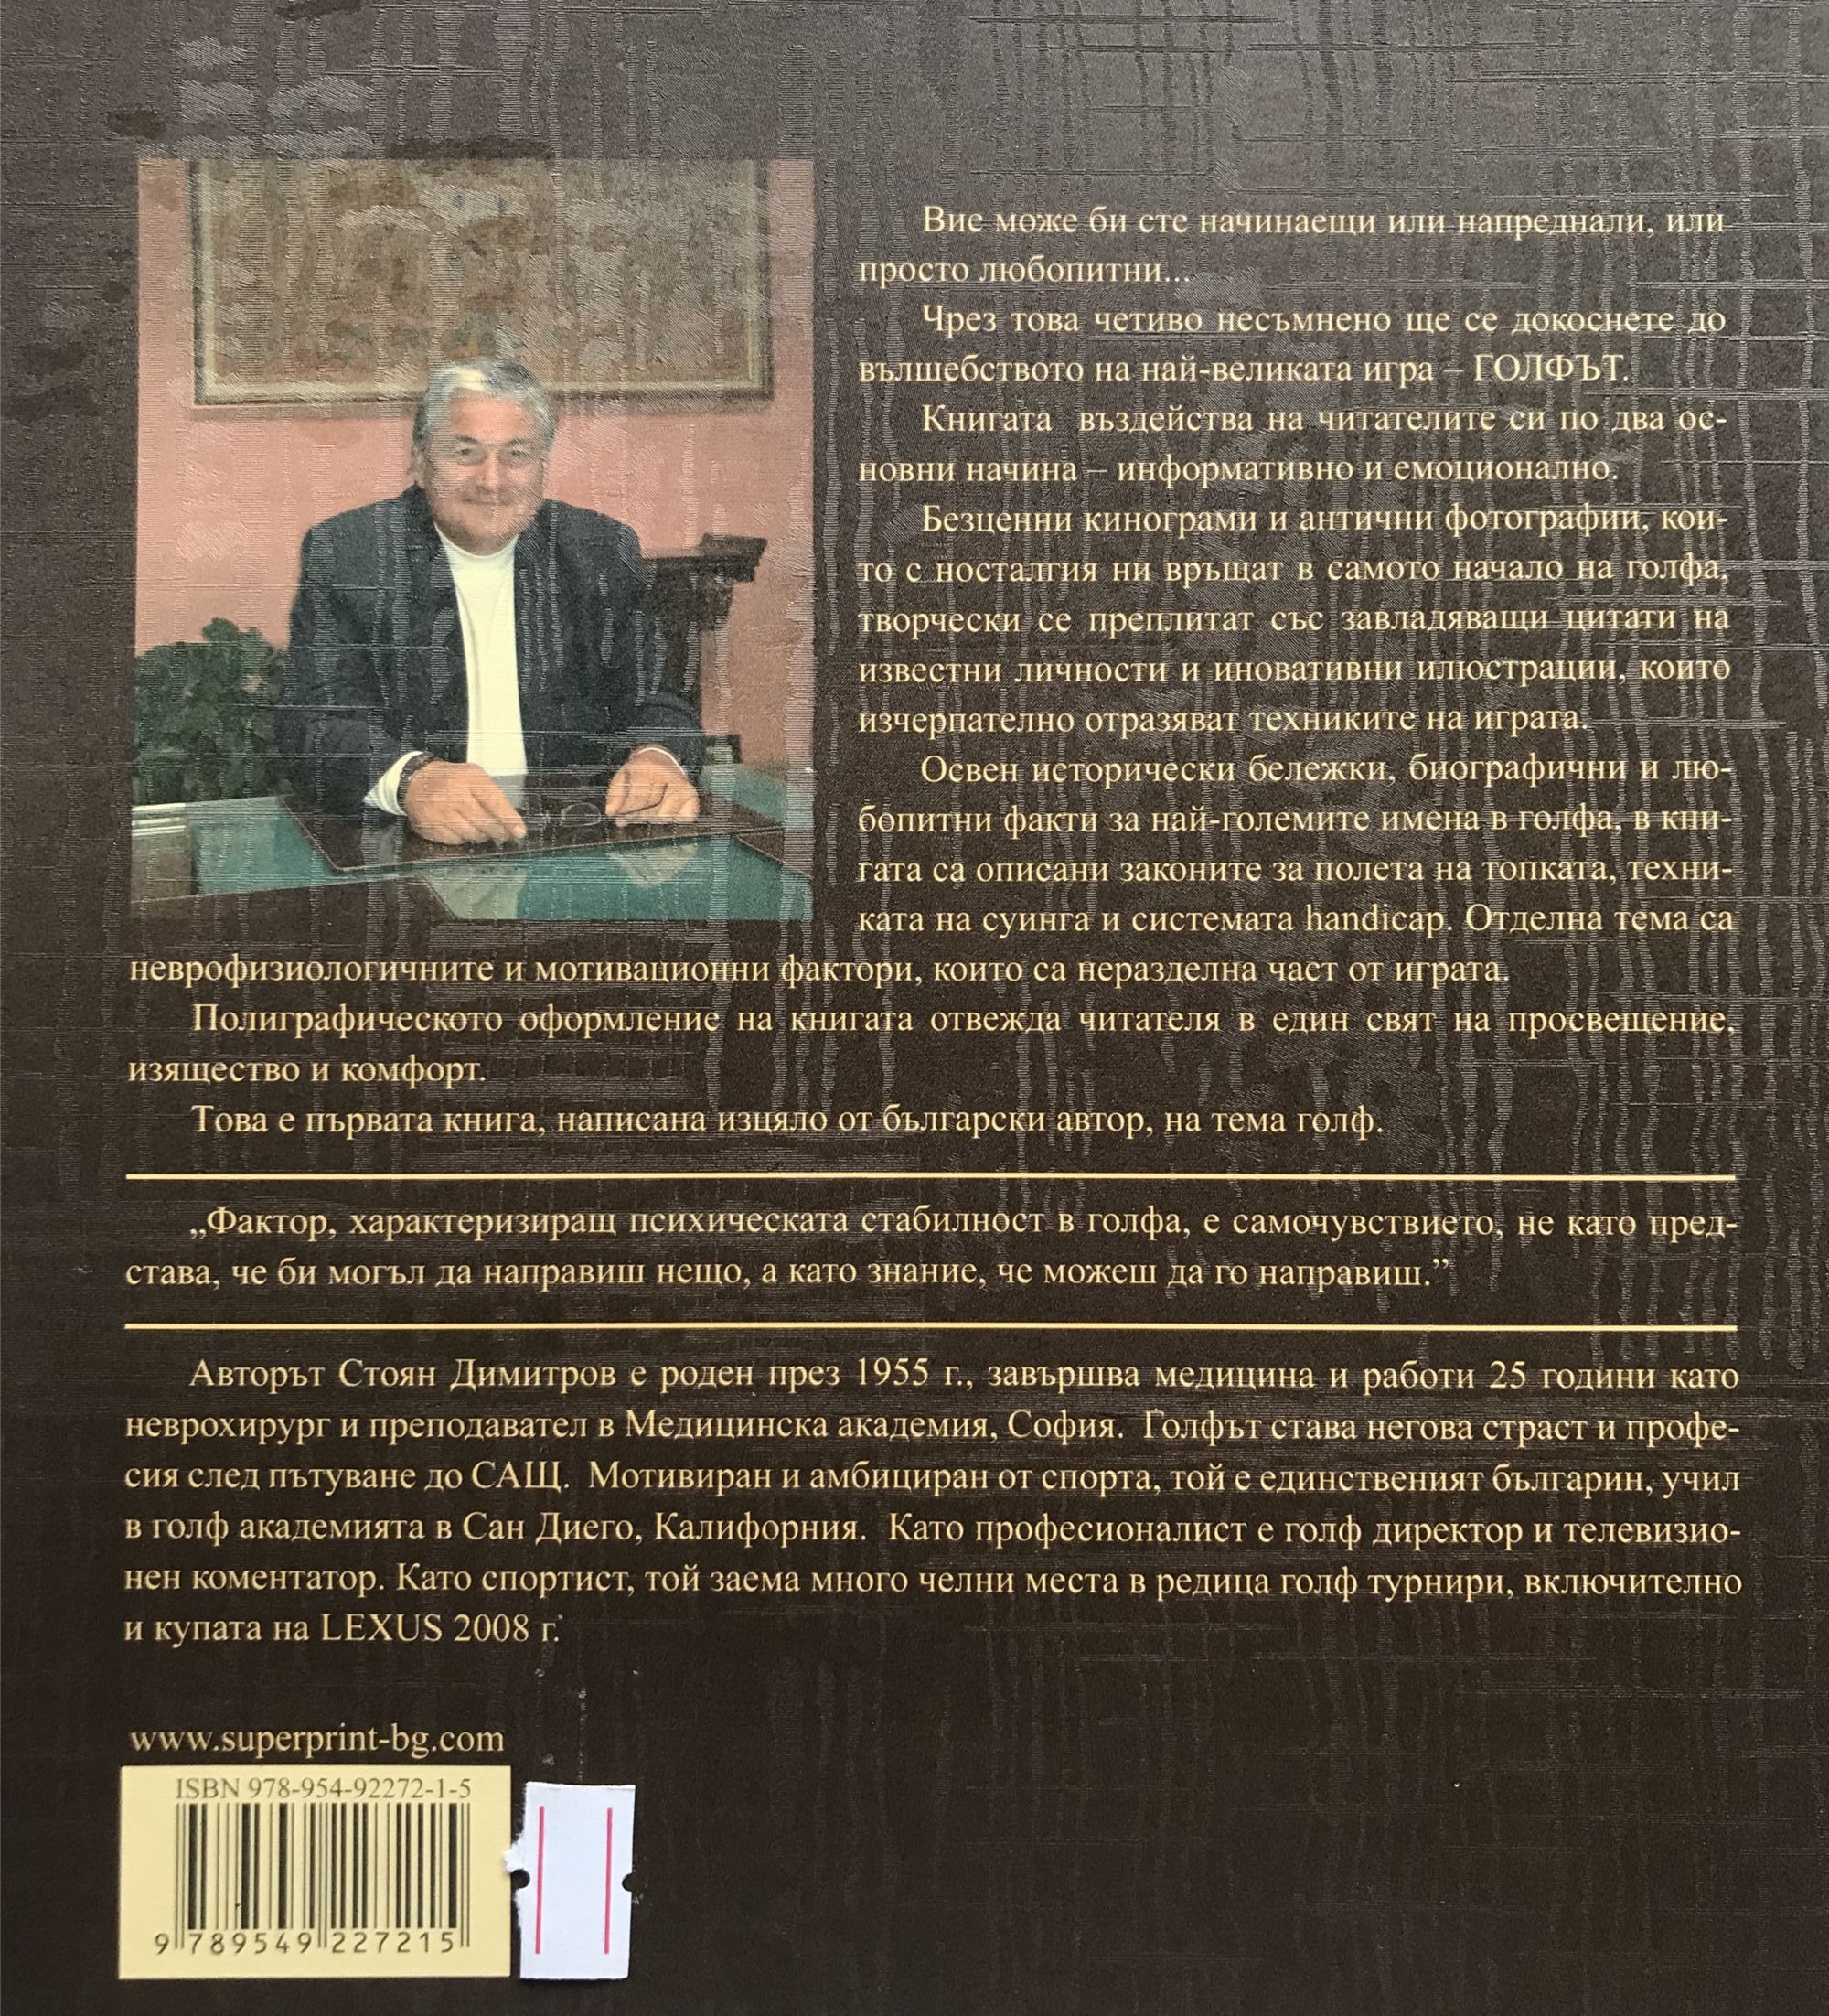 Вие може би сте начинаещи или напреднали, или
просто любопитни...
Чрез това четиво несъмнено ще се докоснете до
вълшебството на най-великата игра – ГОЛФЪТ.
Книгата въздейства на читателите си по два ос-
новни начина – информативно и емоционално.
Безценни кинограми и антични фотографии, кои-
то с носталгия ни връщат в самото начало на голфа,
творчески се преплитат със завладяващи цитати на
известни личности и иновативни илюстрации, които
изчерпателно отразяват техниките на играта.
Освен исторически бележки, биографични и лю-
бопитни факти за най-големите имена в голфа, в кни-
гата са описани законите за полета на топката, техни-
ката на суинга и системата handicap. Отделна тема са
неврофизиологичните и мотивационни фактори, които са неразделна част от играта.
Полиграфическото оформление на книгата отвежда читателя в един свят на просвещение,
изящество и комфорт.
Това е първата книга, написана изцяло от български автор, на тема голф.
„Фактор, характеризиращ психическата стабилност в голфа, е самочувствието, не като пред-
става, че би могъл да направиш нещо, а като знание, че можеш да го направиш.”
Авторът Стоян Димитров е роден през 1955 г., завършва медицина и работи 25 години като
неврохирург и преподавател в Медицинска академия, София. Голфът става негова страст и профе-
сия след пътуване до САЩ. Мотивиран и амбициран от спорта, той е единственият българин, учил
в голф академията в Сан Диего, Калифорния. Като професионалист е голф директор и телевизио-
нен коментатор. Като спортист, той заема много челни места в редица голф турнири, включително
и купата на LEXUS 2008 г.
www.superprint-bg.com
ISBN 978-954-92272-1-5
9 789549 227215